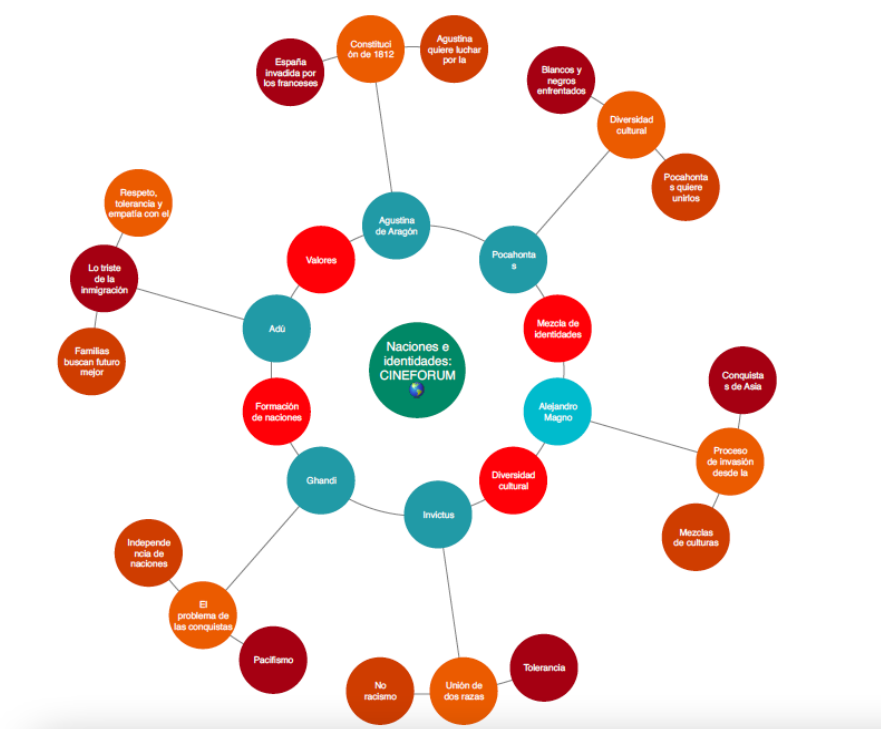 Constituci
ón de 1812
Agustina
quiere luchar
por la
España
invadida por
los franceses
Blancos y
negros
enfrentados
Diversidad
cultural
Pocahonta
s quiere
unirlos
Respeto,
tolerancia y
empatía con el
Agustina
de Aragón
Valores
Pocahonta
s
Lo triste
de la
inmigración
Adú
Mezcla de
identidades
Familias
buscan futuro
mejor
Naciones e
identidades:
CINEFORUM
Conquista
s de Asia
Formación
de naciones
Alejandro
Magno
Proceso
de invasión
desde la
Ghandi
Diversidad
cultural
Invictus
Mezclas
de culturas
Independe
ncia de
naciones
El
problema de
las conquistas
Pacifismo
No
racismo
Unión de
dos razas
Tolerancia